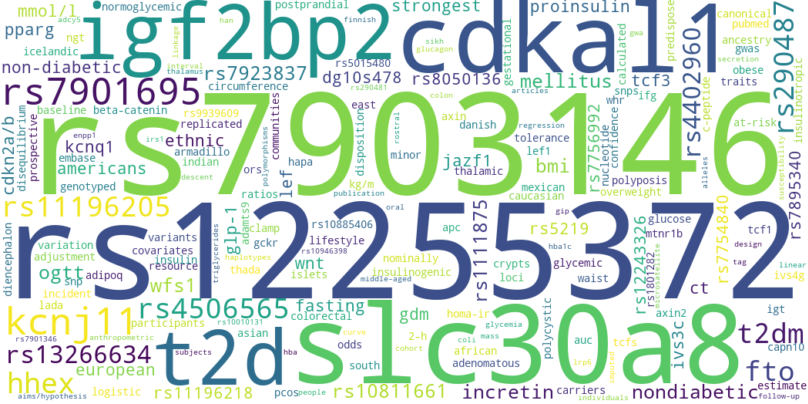 mmol/l
normoglycemic
adcy5
postprandial
han
finnish
strongest
proinsulin
predispose
canonical
pubmed
ancestry
gwas
secretion
obese
traits
rs290487
insulinotropic
pparg
ngt
icelandic
non-diabetic
igf2bp2
cdkal1
linkage
interval
thalamus
sikh
glucagon
gestational
calculated
gwa
rs7923837
circumference
rs5015480
dg10s478
rs8050136
mellitus
tcf3
rs4402960
c-peptide
rs7901695
rs9939609
rs290481
colon
articles
snps
ifg
whr
regression
at-risk
cdkn2a/b
disequilibrium
prospective
baseline
beta-catenin
enpp1
replicated
kcnq1
ethnic
embase
armadillo
americans
indian
genotyped
descent
irs1
polymorphisms
communities
ors
hapa
lef
rs7903146
east
disposition
rostral
minor
axin
danish
jazf1
thalamic
tolerance
lef1
bmi
mexican
caucasian
rs7756992
nucleotide
confidence
polyposis
overweight
alleles
susceptibility
rs7895340
rs11196205
ratios
adamts9
kg/m
publication
oral
gip
diencephalon
variation
adjustment
ogtt
snp
adipoq
incident
lada
variants
covariates
insulin
resource
wfs1
triglycerides
glp-1
clamp
gckr
haplotypes
thada
rs10885406
lifestyle
rs10946398
wnt
islets
middle-aged
nominally
insulinogenic
apc
hba1c
rs1111875
rs5219
crypts
loci
glycemic
waist
rs12243326
rs1801282
microsatellite
glucose
mtnr1b
rs7754840
tcf1
design
tag
linear
ivs4g
rs12255372
ct
kcnj11
participants
rs4506565
fasting
colorectal
gdm
homa-ir
2-h
african
adenomatous
coli
glycemia
mass
polycystic
auc
lrp6
tcfs
imputed
axin2
ivs3c
igt
capn10
t2dm
rs7901346
anthropometric
rs10010131
rs13266634
subjects
asian
hba
t2d
odds
curve
cohort
south
slc30a8
fto
hhex
european
logistic
rs11196218
pcos
people
rs10811661
incretin
carriers
individuals
nondiabetic
estimate
follow-up
aims/hypothesis